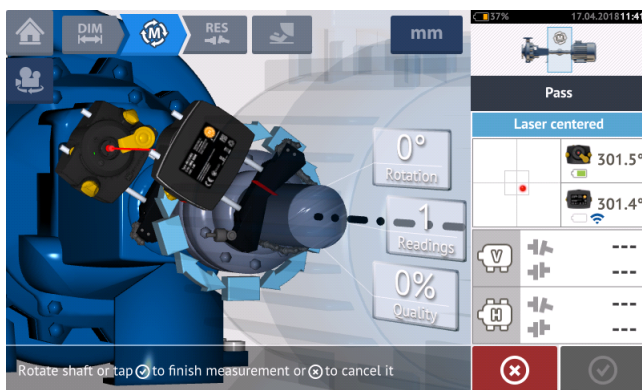 DIM
M
RES
mm
37%
17.04.2018 11:41
M
Pass
Laser centered
301.5°
301.4°
0°
Rotation
1
Readings
0%
Quality
V
---
---
H
---
---
Rotate shaft or tap to finish measurement or to cancel it